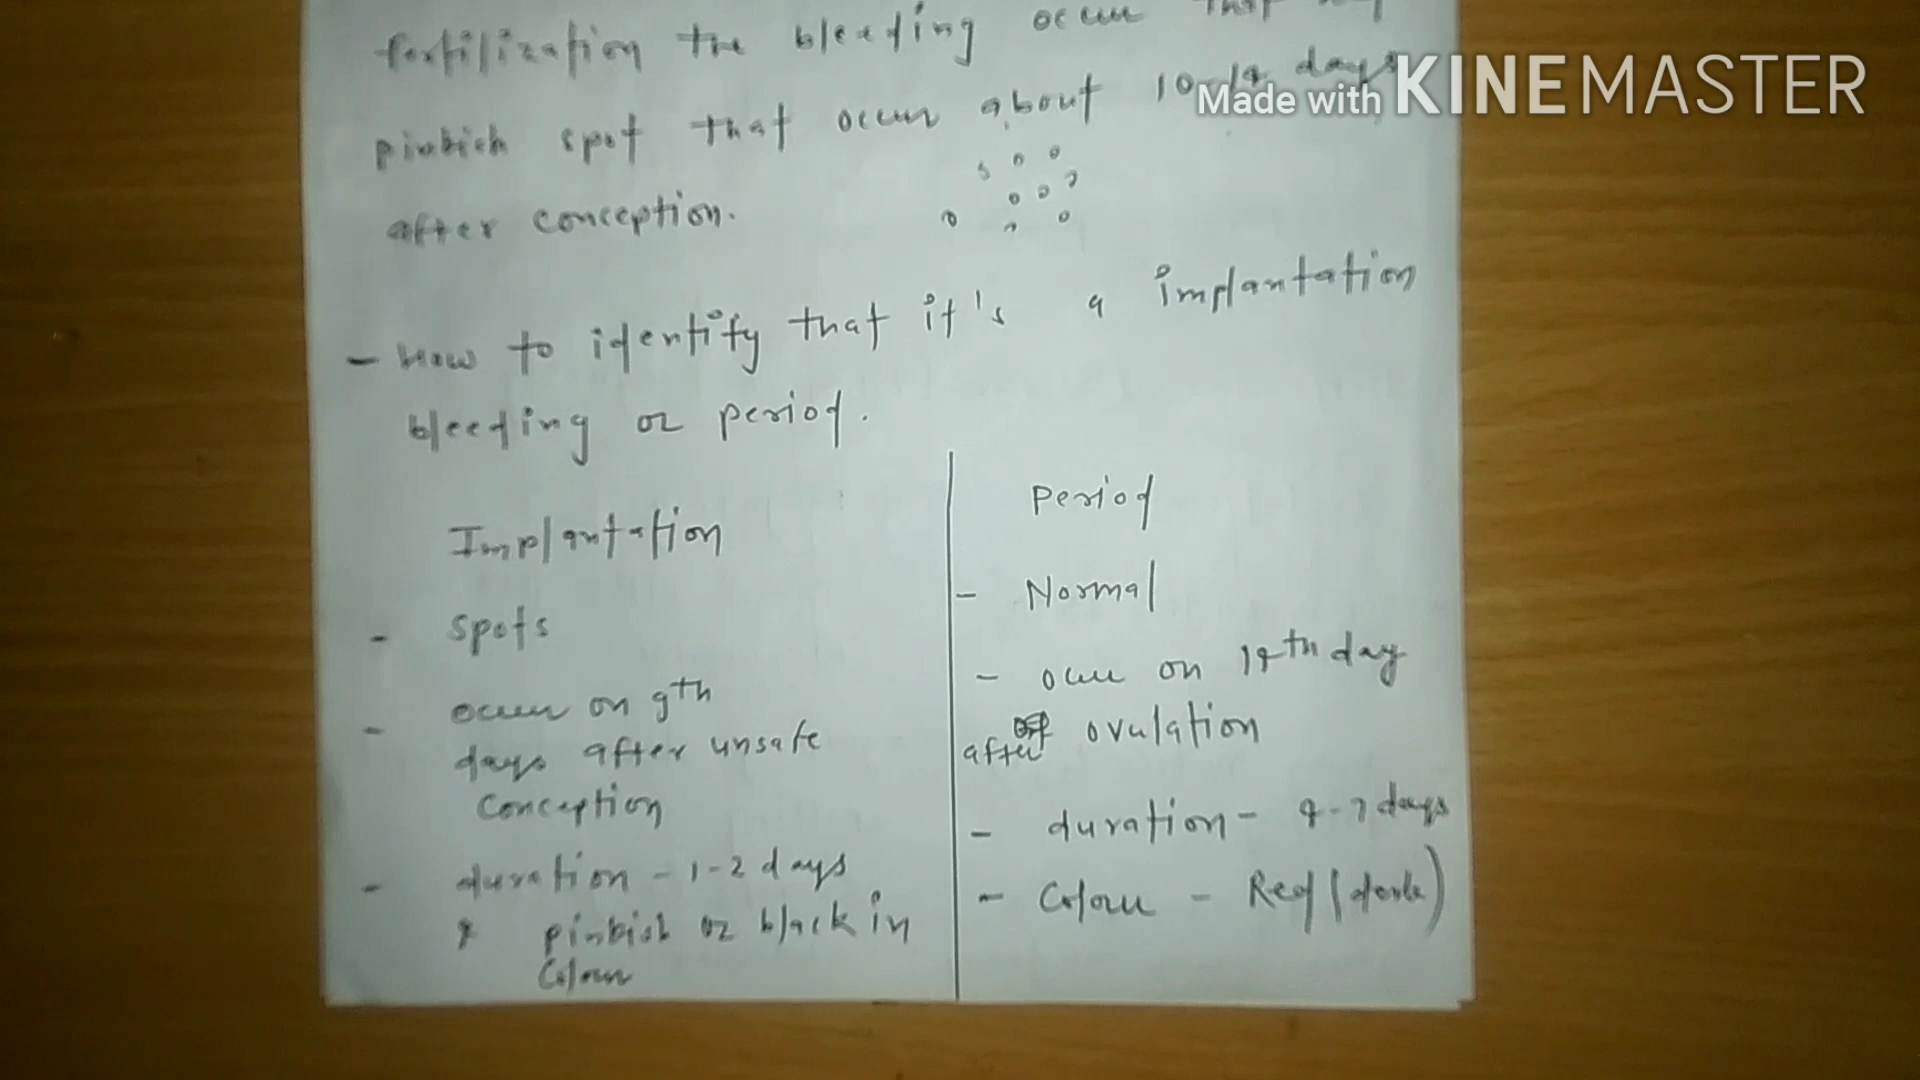 fertilization the bleeding occur
pinkish spot that occur about 10-14 days
after conception.
- How to identify that it's a implantation
bleeding or period.
Implantation
- spots
- occur on 9th
days after unsafe
conception
- duration - 1-2 days
* pinkish or black in
Colour
Period
- Normal
- occur on 14th day
after ovulation
- duration - 4-7 days
- Colour - Red (dark)
Made with KINEMASTER